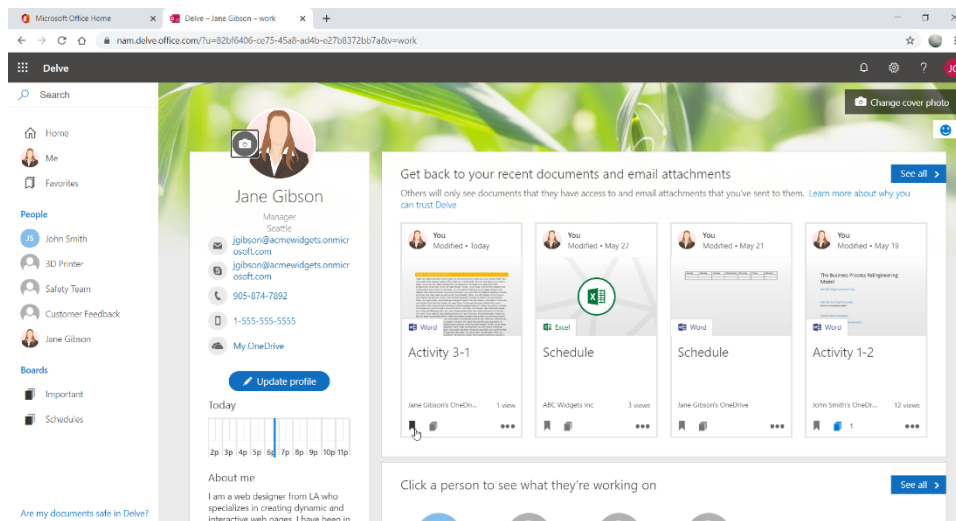 Microsoft Office Home
Delve – Jane Gibson – work
nam.delve.office.com/?u=82bf6406-ce75-45a8-ad4b-e27b8372bb7a&v=work
Delve
?
JG
Search
Change cover photo
Home
Me
Favorites
People
JS John Smith
3D Printer
Safety Team
Customer Feedback
Jane Gibson
Boards
Important
Schedules
Are my documents safe in Delve?
Jane Gibson
Manager
Seattle
jgibson@acmewidgets.onmicr
osoft.com
jgibson@acmewidgets.onmicr
osoft.com
905-874-7892
1-555-555-5555
My OneDrive
Update profile
Today
2p 3p 4p 5p 6p 7p 8p 9p 10p 11p
About me
I am a web designer from LA who
specializes in creating dynamic and
interactive web pages. I have been in
Get back to your recent documents and email attachments
See all
Others will only see documents that they have access to and email attachments that you've sent to them. Learn more about why you
can trust Delve
You
Modified • Today
Word
Activity 3-1
Jane Gibson's OneDri... 1 view
You
Modified • May 27
Excel
Schedule
ABC Widgets Inc 3 views
You
Modified • May 21
Word
Schedule
Jane Gibson's OneDrive
You
Modified • May 19
The Business Process ReEngineering
Model
Word
Activity 1-2
John Smith's OneDr... 12 views
1
Click a person to see what they're working on
See all